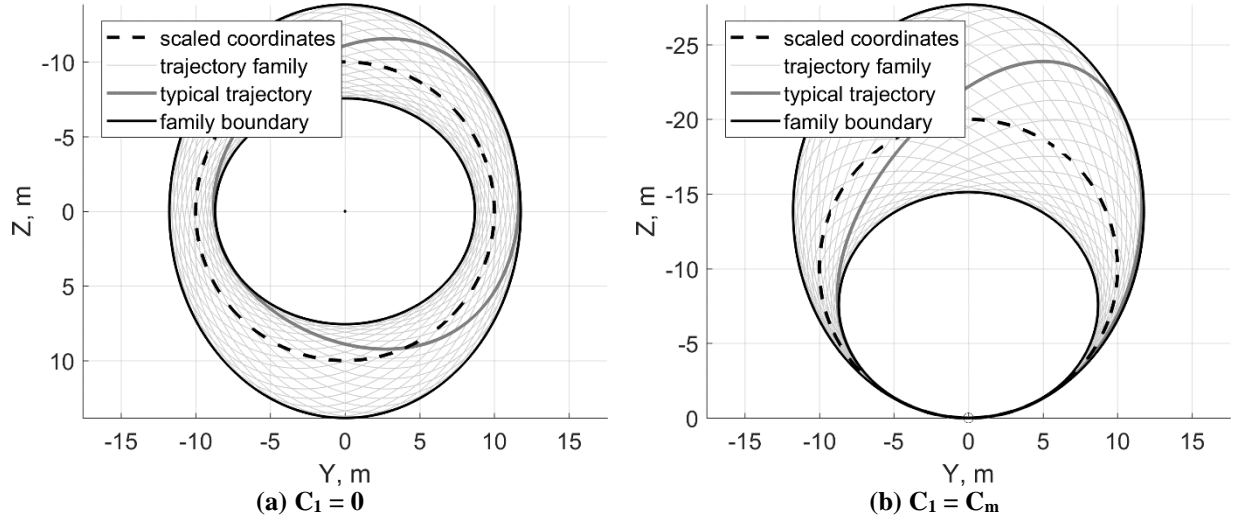 scaled coordinates
trajectory family
typical trajectory
family boundary
-10
-5
0
5
10
Z, m
-15
-10
-5
0
5
10
15
Y, m
(a) C₁ = 0
scaled coordinates
trajectory family
typical trajectory
family boundary
-25
-20
-15
-10
-5
0
Z, m
-15
-10
-5
0
5
10
15
Y, m
(b) C₁ = Cₘ